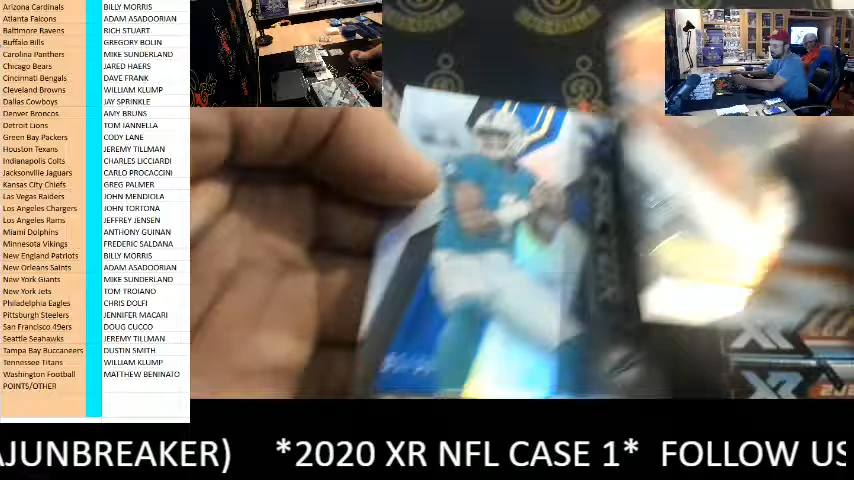 Arizona Cardinals BILLY MORRIS
Atlanta Falcons ADAM ASADOORIAN
Baltimore Ravens RICH STUART
Buffalo Bills GREGORY BOLIN
Carolina Panthers MIKE SUNDERLAND
Chicago Bears JARED HAERS
Cincinnati Bengals DAVE FRANK
Cleveland Browns WILLIAM KLUMP
Dallas Cowboys JAY SPRINKLE
Denver Broncos AMY BRUNS
Detroit Lions TOM IANNELLA
Green Bay Packers CODY LANE
Houston Texans JEREMY TILLMAN
Indianapolis Colts CHARLES LICCIARDI
Jacksonville Jaguars CARLO PROCACCINI
Kansas City Chiefs GREG PALMER
Las Vegas Raiders JOHN MENDIOLA
Los Angeles Chargers JOHN TORTONA
Los Angeles Rams JEFFREY JENSEN
Miami Dolphins ANTHONY GUINAN
Minnesota Vikings FREDERIC SALDANA
New England Patriots BILLY MORRIS
New Orleans Saints ADAM ASADOORIAN
New York Giants MIKE SUNDERLAND
New York Jets TOM TROIANO
Philadelphia Eagles CHRIS DOLFI
Pittsburgh Steelers JENNIFER MACARI
San Francisco 49ers DOUG CUCCO
Seattle Seahawks JEREMY TILLMAN
Tampa Bay Buccaneers DUSTIN SMITH
Tennessee Titans WILLIAM KLUMP
Washington Football MATTHEW BENINATO
POINTS/OTHER
XR
XR
AJUNBREAKER) *2020 XR NFL CASE 1* FOLLOW US